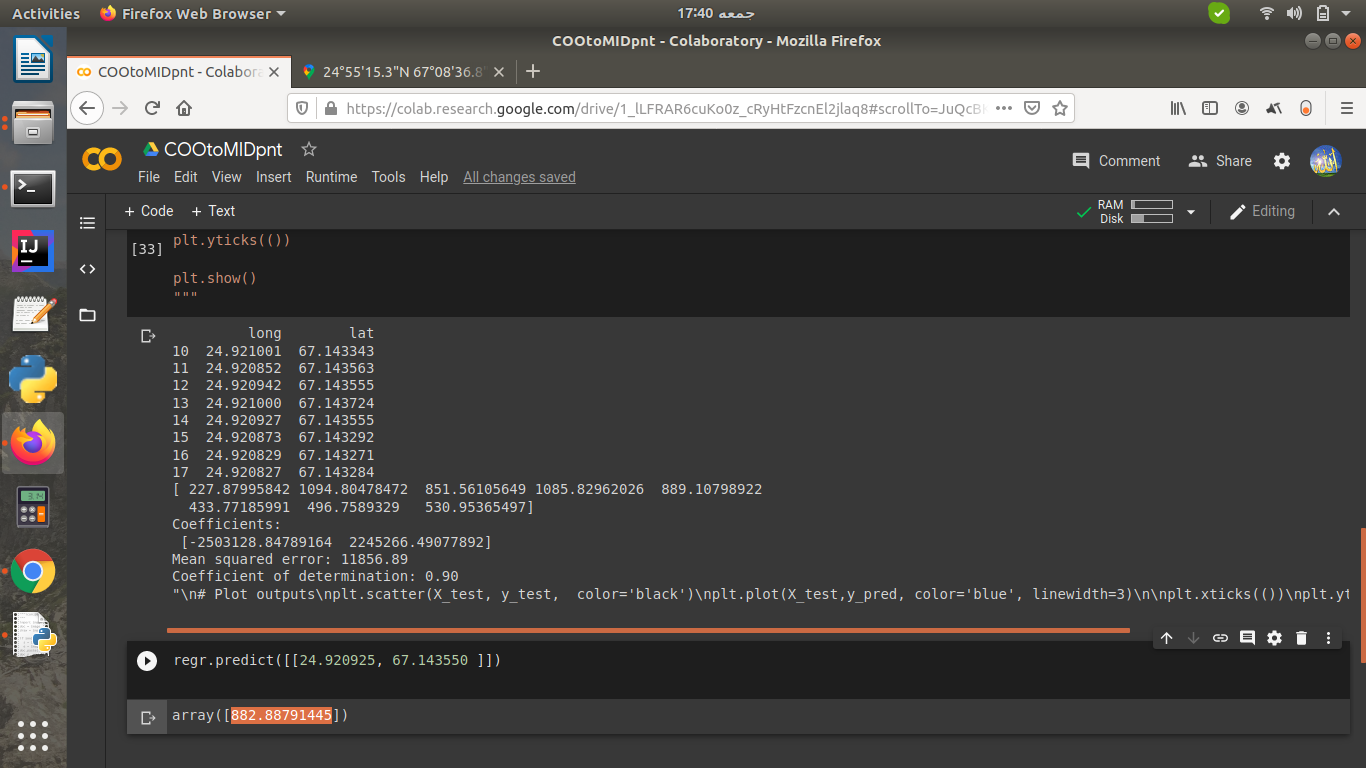 Activities
Firefox Web Browser
جمعه 17:40
COOtoMIDpnt - Colaboratory - Mozilla Firefox
COOtoMIDpnt - Colabora
24°55'15.3"N 67°08'36.8"
https://colab.research.google.com/drive/1_lLFRAR6cuKo0z_cRyHtFzcnEl2jlaq8#scrollTo=JuQcB
COOtoMIDpnt
Comment
Share
File Edit View Insert Runtime Tools Help All changes saved
+ Code + Text
RAM
Disk
Editing
[33]
plt.yticks(())
plt.show()
"""
long lat
10 24.921001 67.143343
11 24.920852 67.143563
12 24.920942 67.143555
13 24.921000 67.143724
14 24.920927 67.143555
15 24.920873 67.143292
16 24.920829 67.143271
17 24.920827 67.143284
[ 227.87995842 1094.80478472 851.56105649 1085.82962026 889.10798922
433.77185991 496.7589329 530.95365497]
Coefficients:
[-2503128.84789164 2245266.49077892]
Mean squared error: 11856.89
Coefficient of determination: 0.90
"\n# Plot outputs\nplt.scatter(X_test, y_test, color='black')\nplt.plot(X_test,y_pred, color='blue', linewidth=3)\n\nplt.xticks(())\nplt.yt
regr.predict([[24.920925, 67.143550 ]])
array([882.88791445])